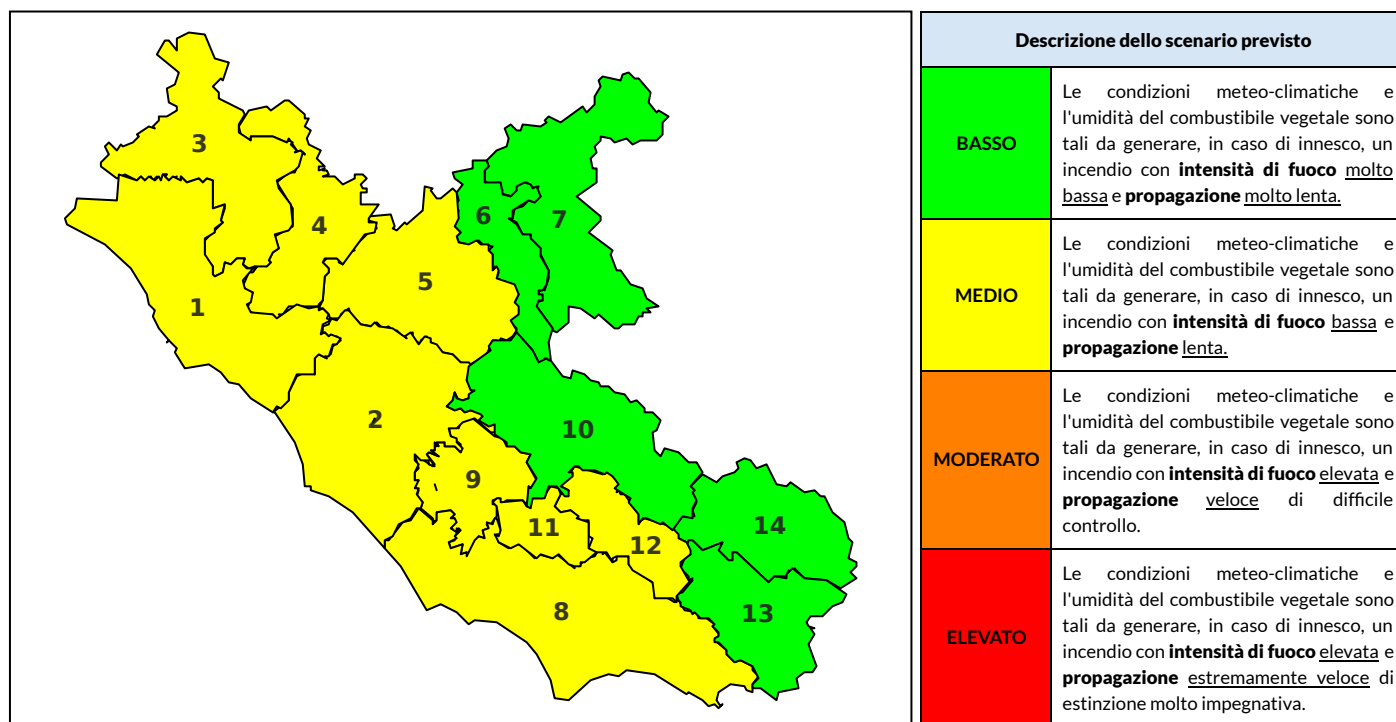 3
4
6
7
5
1
2
10
9
11
12
14
8
13
Descrizione dello scenario previsto
BASSO
Le condizioni meteo-climatiche e
l'umidità del combustibile vegetale sono
tali da generare, in caso di innesco, un
incendio con intensità di fuoco molto
bassa e propagazione molto lenta.
MEDIO
Le condizioni meteo-climatiche e
l'umidità del combustibile vegetale sono
tali da generare, in caso di innesco, un
incendio con intensità di fuoco bassa e
propagazione lenta.
MODERATO
Le condizioni meteo-climatiche e
l'umidità del combustibile vegetale sono
tali da generare, in caso di innesco, un
incendio con intensità di fuoco elevata e
propagazione veloce di difficile
controllo.
ELEVATO
Le condizioni meteo-climatiche e
l'umidità del combustibile vegetale sono
tali da generare, in caso di innesco, un
incendio con intensità di fuoco elevata e
propagazione estremamente veloce di
estinzione molto impegnativa.